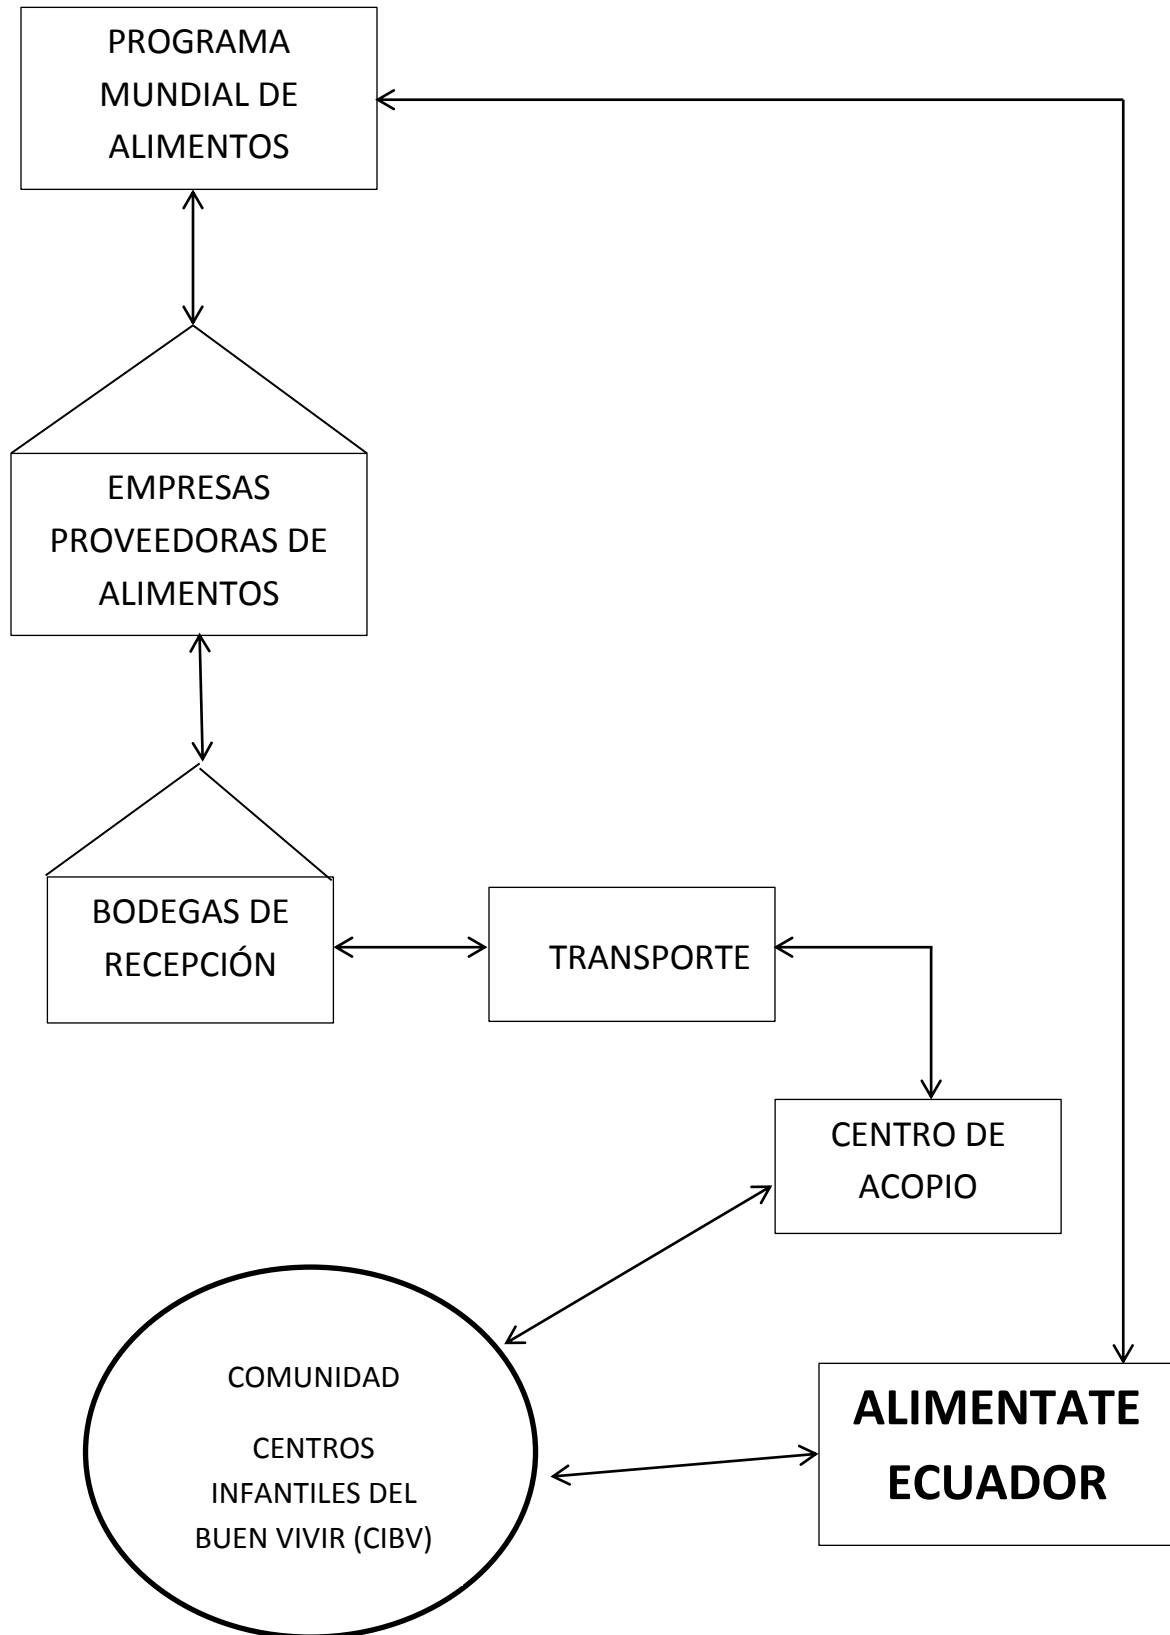 PROGRAMA
MUNDIAL DE
ALIMENTOS
EMPRESAS
PROVEEDORAS DE
ALIMENTOS
BODEGAS DE
RECEPCIÓN
TRANSPORTE
CENTRO DE
ACOPIO
COMUNIDAD
CENTROS
INFANTILES DEL
BUEN VIVIR (CIBV)
ALIMENTATE
ECUADOR